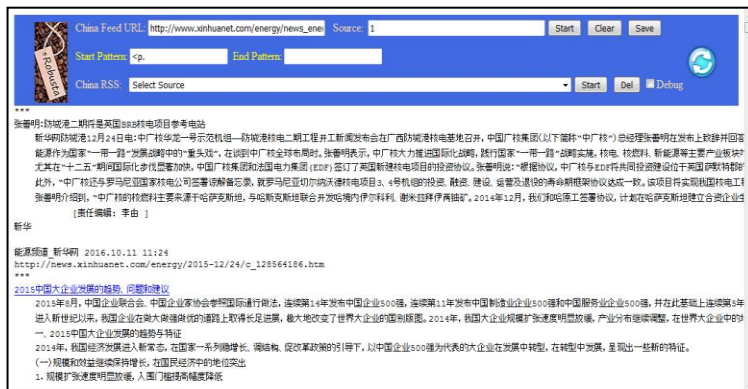 China Feed URL: http://www.xinhuanet.com/energy/news_ene Source: 1 Start Clear Save
Start Pattern: <p. End Pattern:
China RSS: Select Source Start Del Debug
Robusta
***
张善明:防城港二期将是英国BRB核电项目参考电站
新华网防城港12月24日电:中广核华龙一号示范机组——防城港核电二期工程开工新闻发布会在广西防城港核电基地召开,中国广核集团(以下简称“中广核”)总经理张善明在发布上致辞并回答
能源作为国家“一带一路”发展战略中的“重头戏”,在谈到中广核全球布局时。张善明表示,中广核大力推进国际化战略,践行国家“一带一路”战略实施,核电、核燃料、新能源等主要产业板块
尤其在“十二五”期间国际化步伐显著加快,中国广核集团和法国电力集团(EDF)签订了英国新建核电项目的投资协议。张善明说:“根据协议,中广核与EDF将共同投资建设位于英国萨默塞特郡的
此外,“中广核还与罗马尼亚国家核电公司签署谅解备忘录,就罗马尼亚切尔纳沃德核电项目3、4号机组的投资、融资、建设、运营及退役的寿命期框架协议达成一致。该项目将实现我国核电工
张善明介绍到,“中广核的核燃料主要来源于哈萨克斯坦,与哈斯克斯坦联合开发哈境内伊尔科利、谢米兹拜伊两铀矿。2014年12月,我们和哈原工签署协议,计划在哈萨克斯坦建立合资企业生
[责任编辑: 李由 ]
新华
能源频道_新华网 2016.10.11 11:24
http://news.xinhuanet.com/energy/2015-12/24/c_128564186.htm
***
2015中国大企业发展的趋势、问题和建议
2015年8月,中国企业联合会、中国企业家协会参照国际通行做法,连续第14年发布中国企业500强,连续第11年发布中国制造业企业500强和中国服务业企业500强,并在此基础上连续第5年
进入新世纪以来,我国企业在做大做强做优的道路上取得长足进展,极大地改变了世界大企业的国别版图。2014年,我国大企业规模扩张速度明显放缓,产业分布继续调整,在世界大企业中的
一、2015中国大企业发展的趋势与特征
2014年,我国经济发展进入新常态,在国家一系列稳增长、调结构、促改革政策的引导下,以中国企业500强为代表的大企业在发展中转型,在转型中发展,呈现出一些新的特征。
(一)规模和效益继续保持增长,在国民经济中的地位突出
1.规模扩张速度明显放缓,入围门槛提高幅度降低